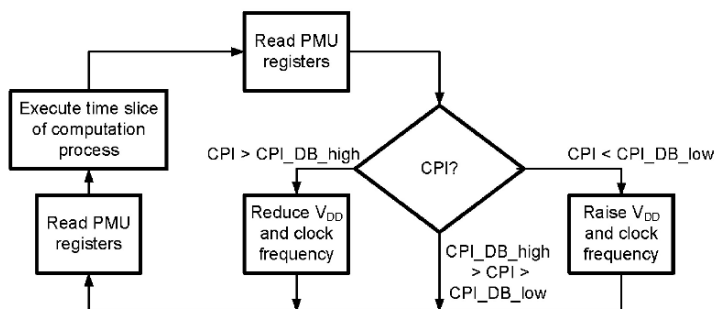 Read PMU
registers
Execute time slice
of computation
process
Read PMU
registers
CPI > CPI_DB_high
CPI?
CPI < CPI_DB_low
Reduce VDD
and clock
frequency
CPI_DB_high
> CPI >
CPI_DB_low
Raise VDD
and clock
frequency